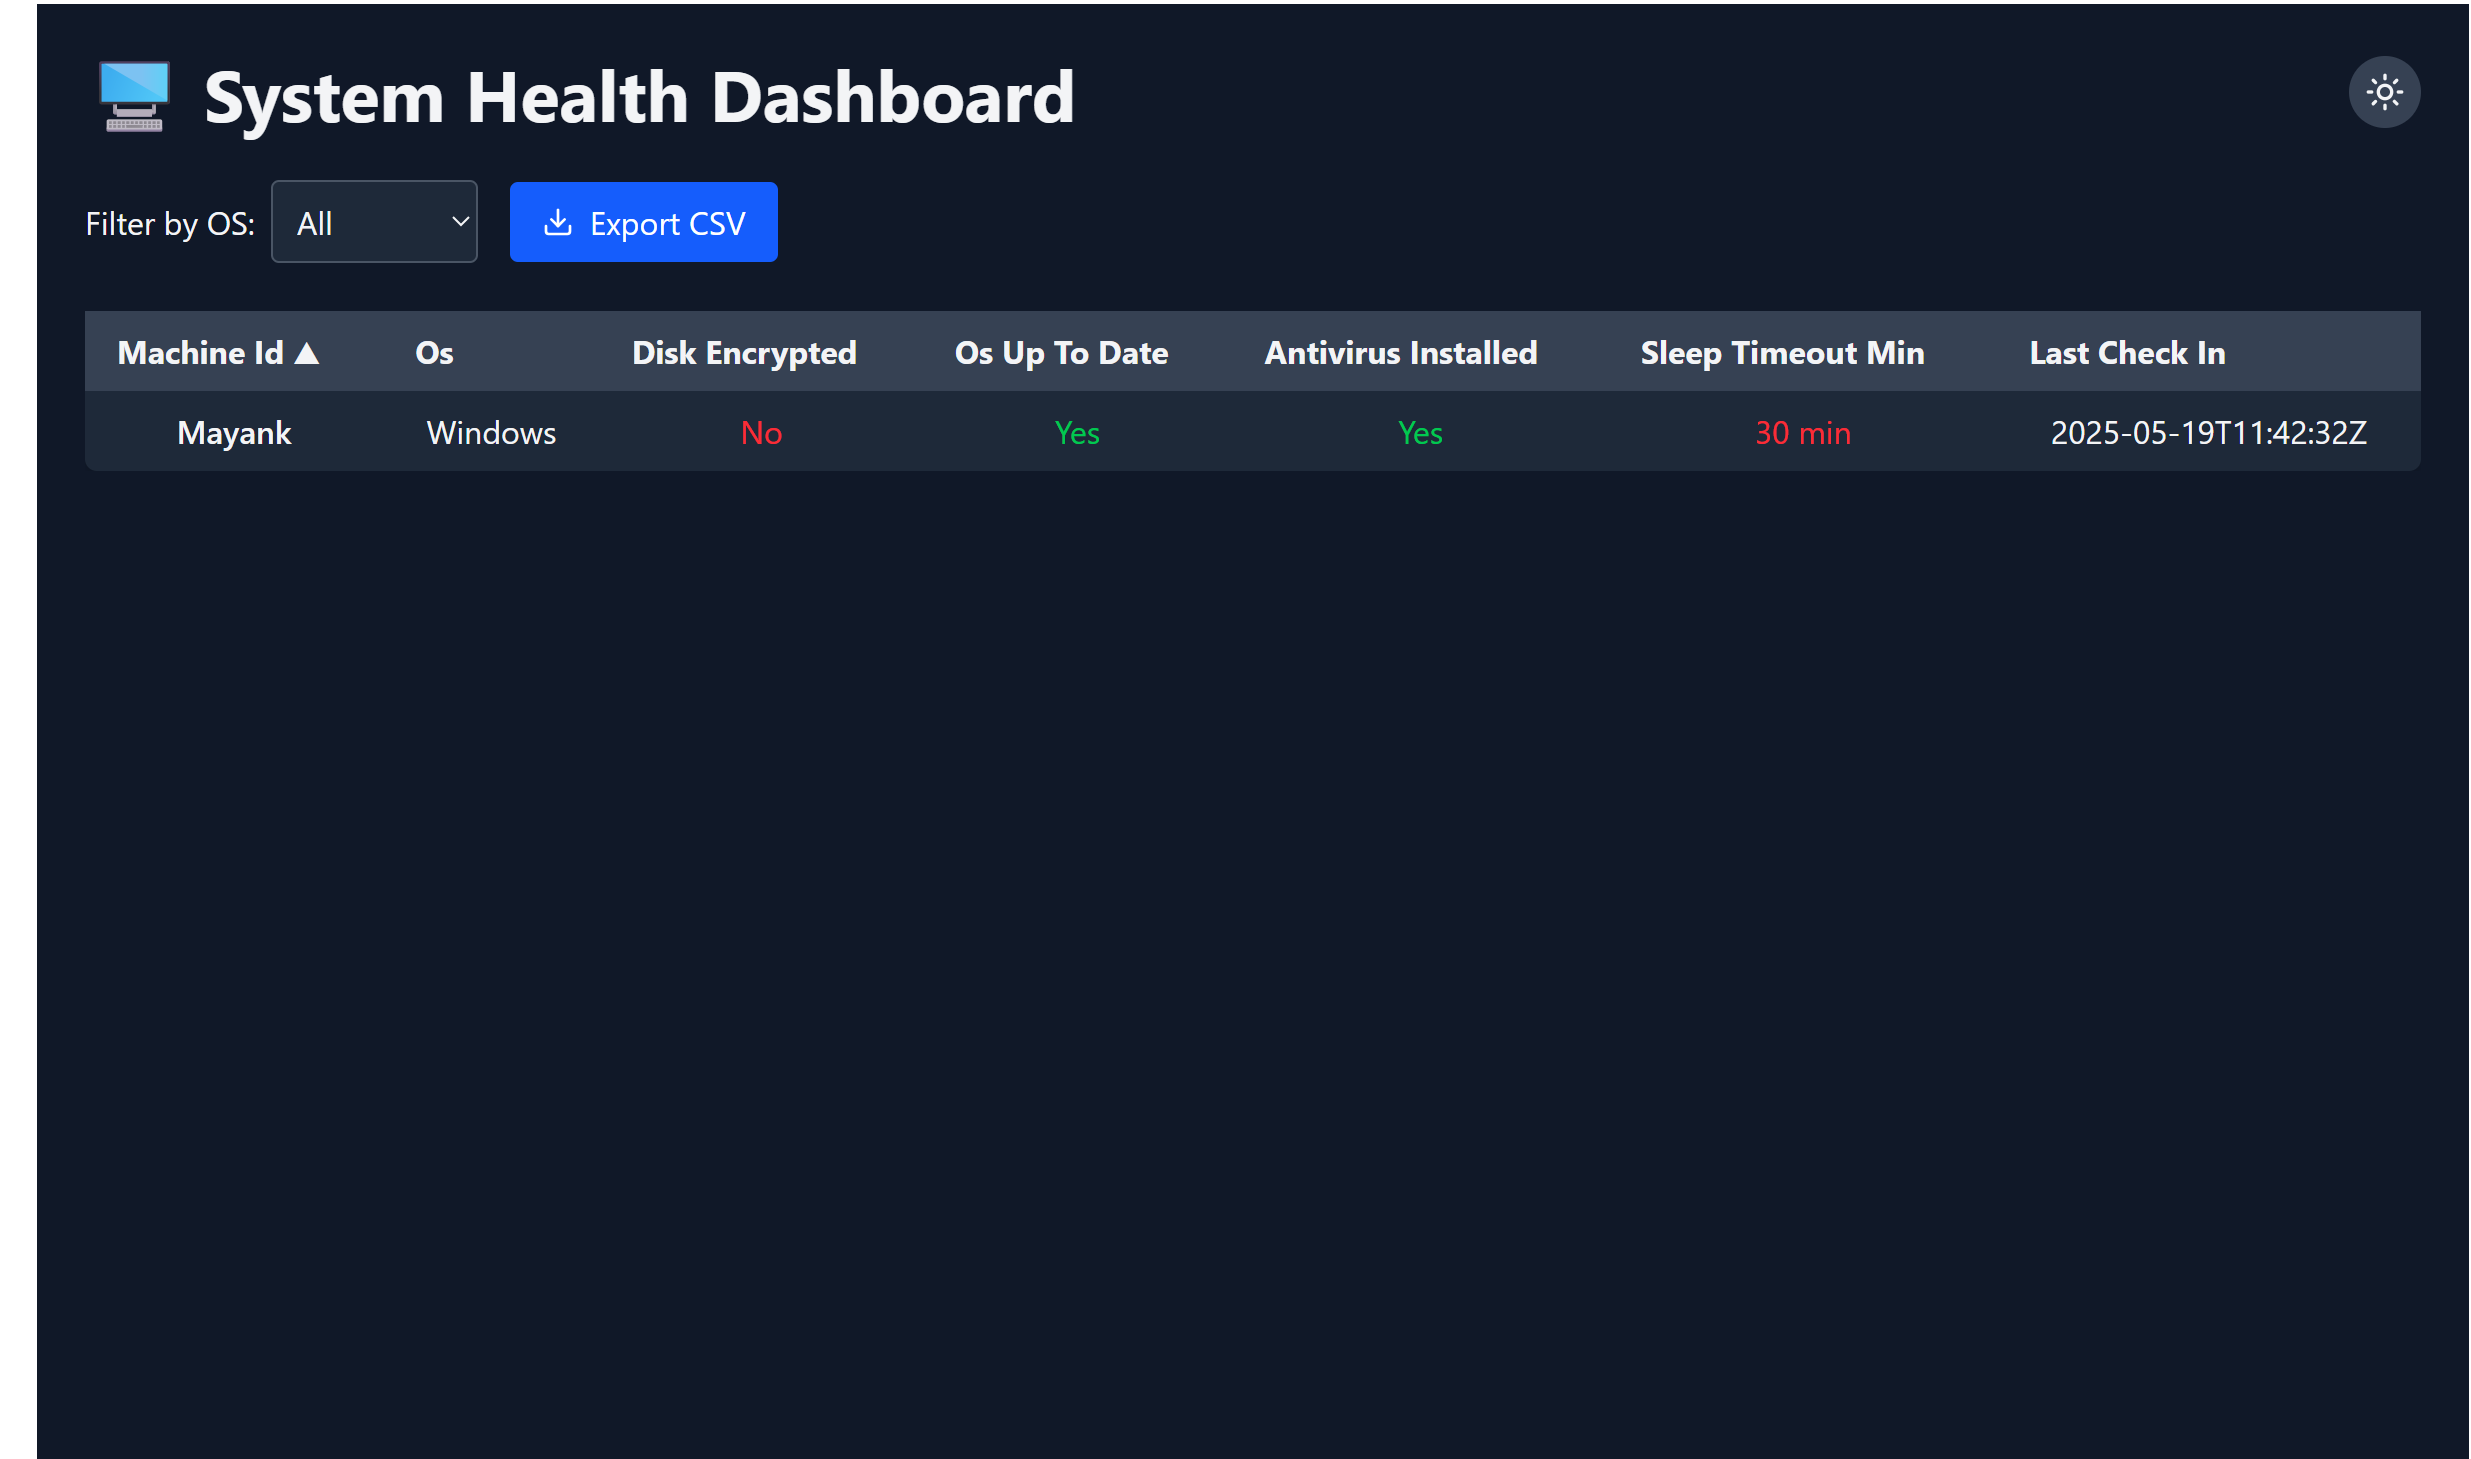 System Health Dashboard
Filter by OS: All Export CSV
Machine Id ▲ Os Disk Encrypted Os Up To Date Antivirus Installed Sleep Timeout Min Last Check In
Mayank Windows No Yes Yes 30 min 2025-05-19T11:42:32Z